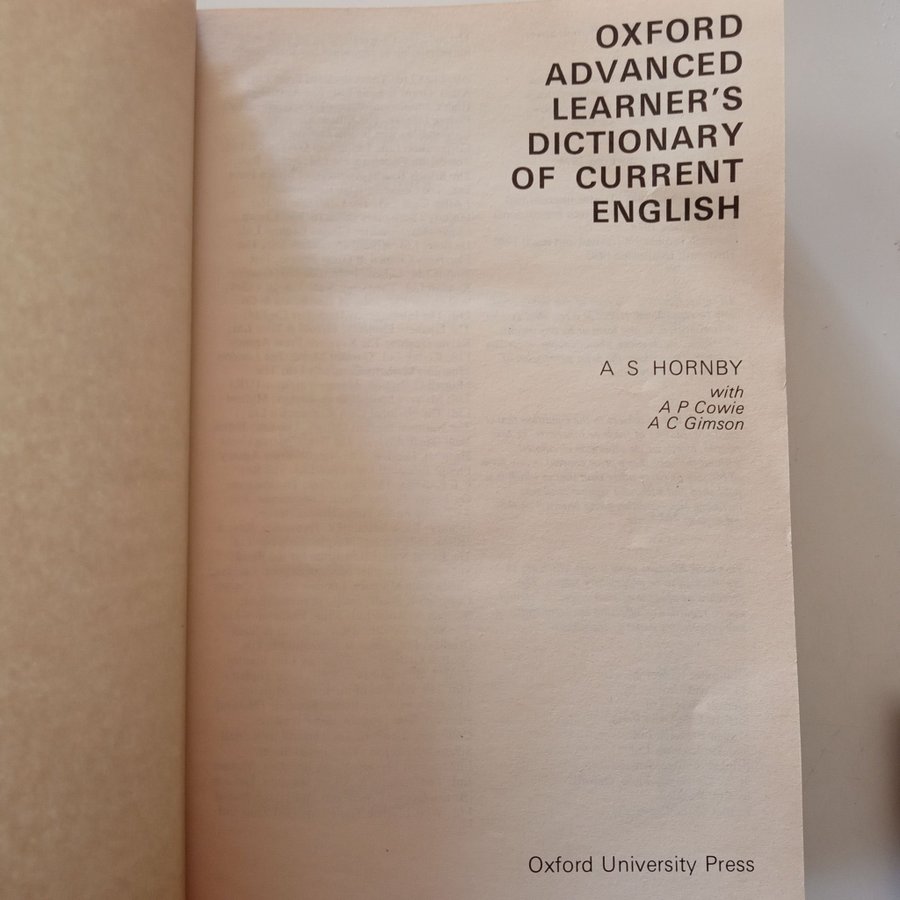 OXFORD
ADVANCED
LEARNER'S
DICTIONARY
OF CURRENT
ENGLISH
A S HORNBY
with
A P Cowie
A C Gimson
Oxford University Press